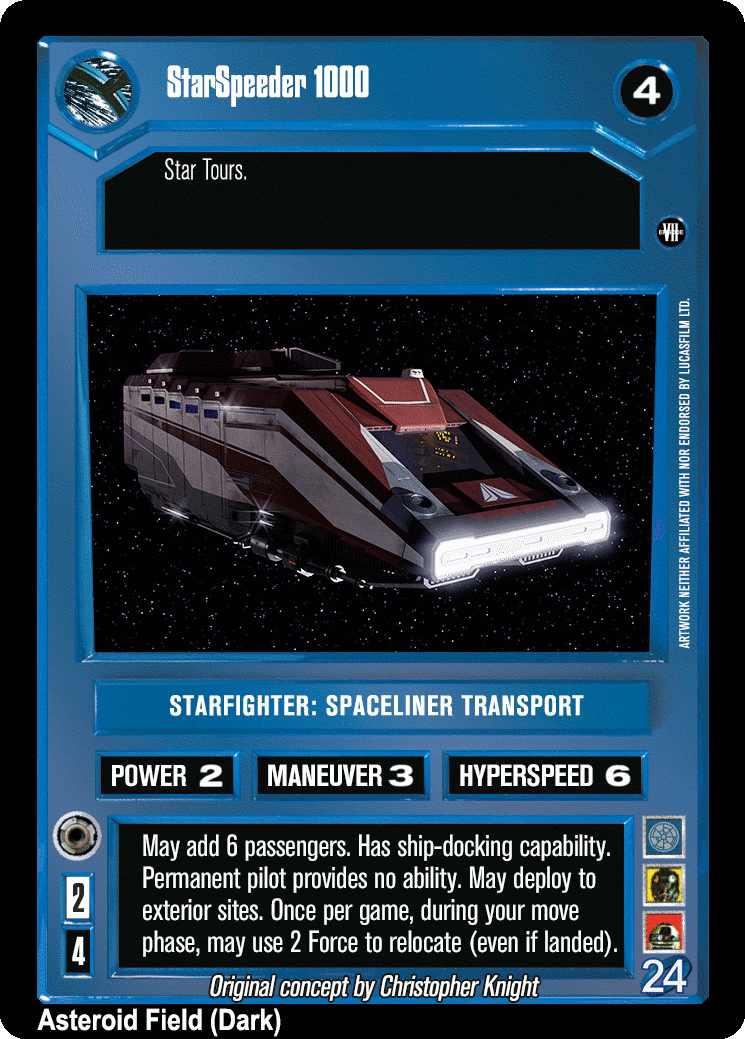 StarSpeeder 1000
4
Star Tours.
EPISODE
VII
ARTWORK NEITHER AFFILIATED WITH NOR ENDORSED BY LUCASFILM LTD.
STARFIGHTER: SPACELINER TRANSPORT
POWER 2 MANEUVER 3 HYPERSPEED 6
May add 6 passengers. Has ship-docking capability.
Permanent pilot provides no ability. May deploy to
exterior sites. Once per game, during your move
phase, may use 2 Force to relocate (even if landed).
2
4
24
Original concept by Christopher Knight
Asteroid Field (Dark)